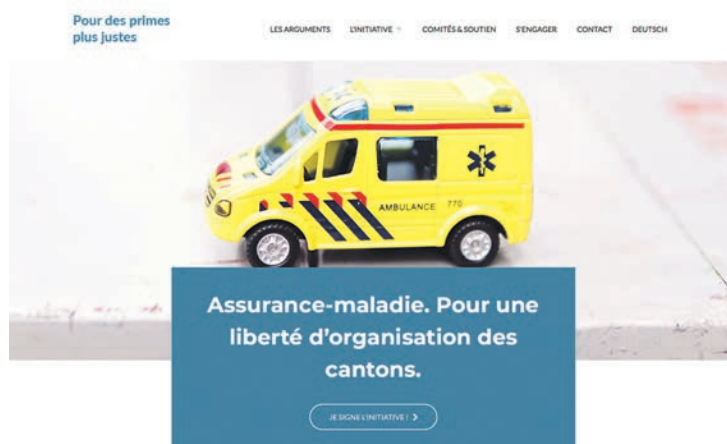 Pour des primes
plus justes
LES ARGUMENTS L'INITIATIVE COMITÉS & SOUTIEN S'ENGAGER CONTACT DEUTSCH
AMBULANCE 770
Assurance-maladie. Pour une
liberté d'organisation des
cantons.
JE SIGNE L'INITIATIVE !